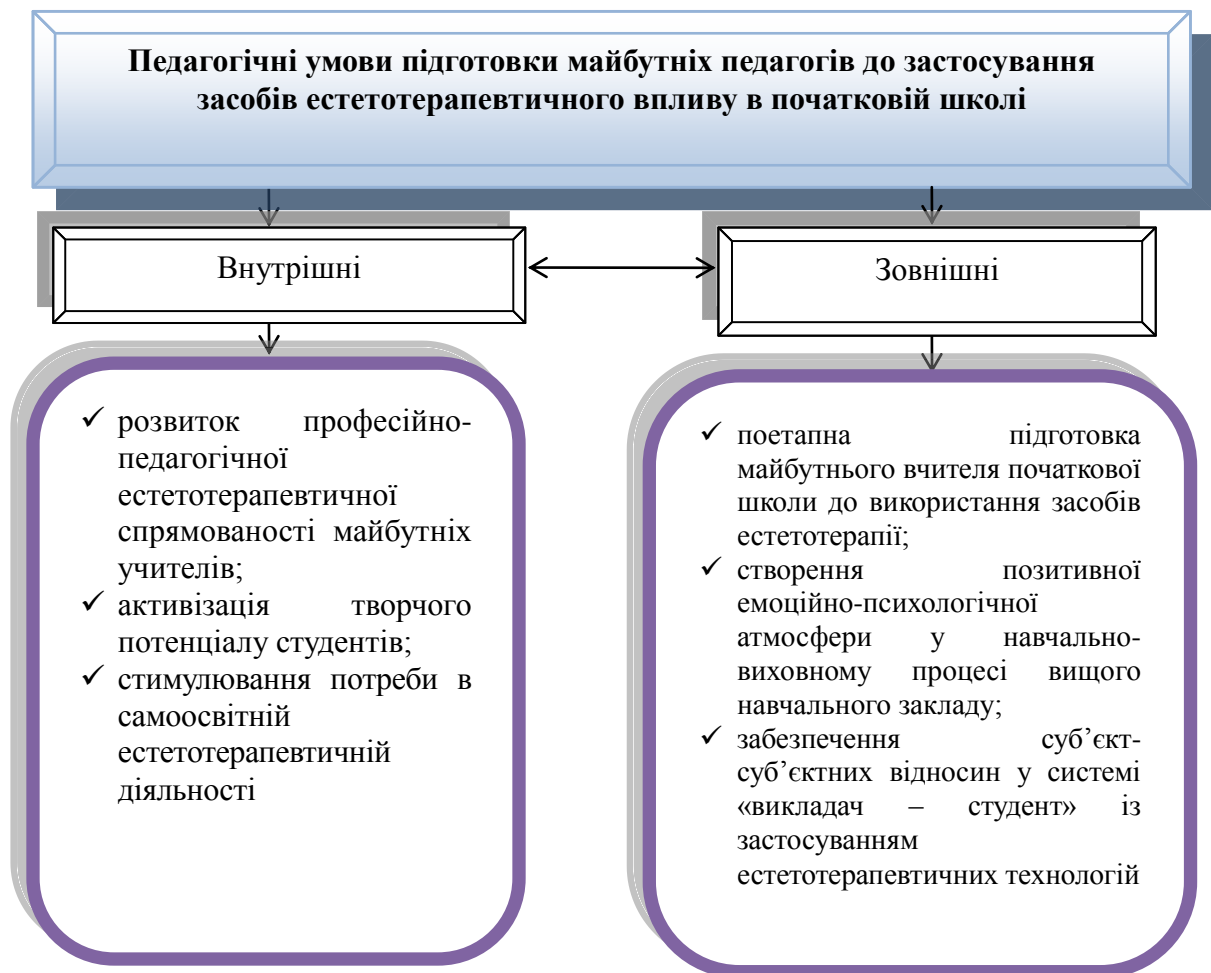 Педагогічні умови підготовки майбутніх педагогів до застосування
засобів естетотерапевтичного впливу в початковій школі
Внутрішні
Зовнішні
розвиток професійно-
педагогічної
естетотерапевтичної
спрямованості майбутніх
учителів;
активізація творчого
потенціалу студентів;
стимулювання потреби в
самоосвітній
естетотерапевтичній
діяльності
поетапна підготовка
майбутнього вчителя початкової
школи до використання засобів
естетотерапії;
створення позитивної
емоційно-психологічної
атмосфери у навчально-
виховному процесі вищого
навчального закладу;
забезпечення суб’єкт-
суб’єктних відносин у системі
«викладач – студент» із
застосуванням
естетотерапевтичних технологій